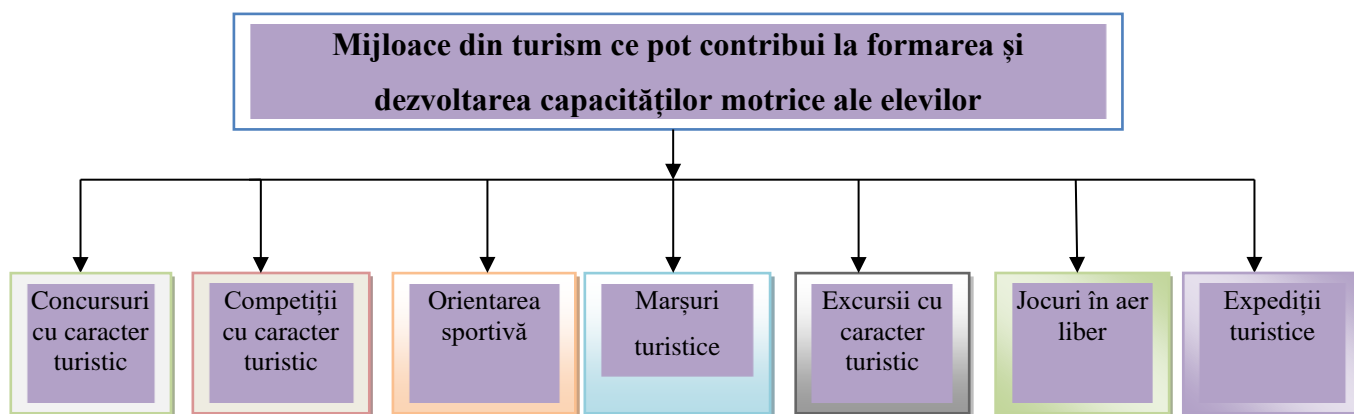 Mijloace din turism ce pot contribui la formarea și
dezvoltarea capacităților motrice ale elevilor
Concursuri
cu caracter
turistic
Competiții
cu caracter
turistic
Orientarea
sportivă
Marșuri
turistice
Excursii cu
caracter
turistic
Jocuri în aer
liber
Expediții
turistice